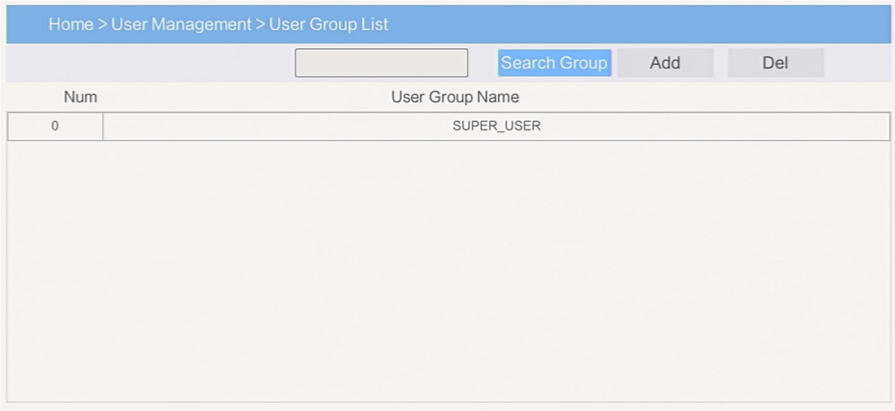 Home > User Management > User Group List
Search Group Add Del
Num User Group Name
0 SUPER_USER